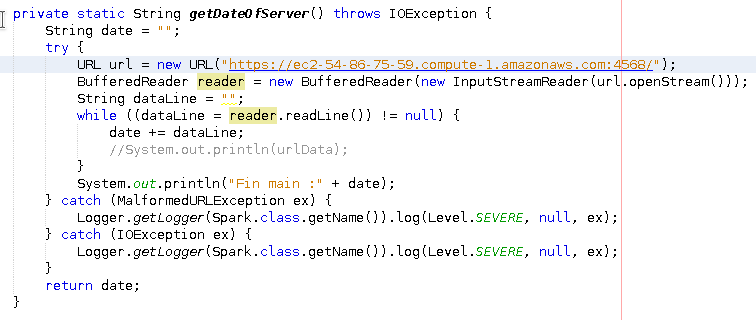 private static String getDateOfServer() throws IOException {
String date = "";
try {
URL url = new URL("https://ec2-54-86-75-59.compute-1.amazonaws.com:4568/");
BufferedReader reader = new BufferedReader(new InputStreamReader(url.openStream()));
String dataLine = "";
while ((dataLine = reader.readLine()) != null) {
date += dataLine;
//System.out.println(urlData);
}
System.out.println("Fin main :" + date);
} catch (MalformedURLException ex) {
Logger.getLogger(Spark.class.getName()).log(Level.SEVERE, null, ex);
} catch (IOException ex) {
Logger.getLogger(Spark.class.getName()).log(Level.SEVERE, null, ex);
}
return date;
}